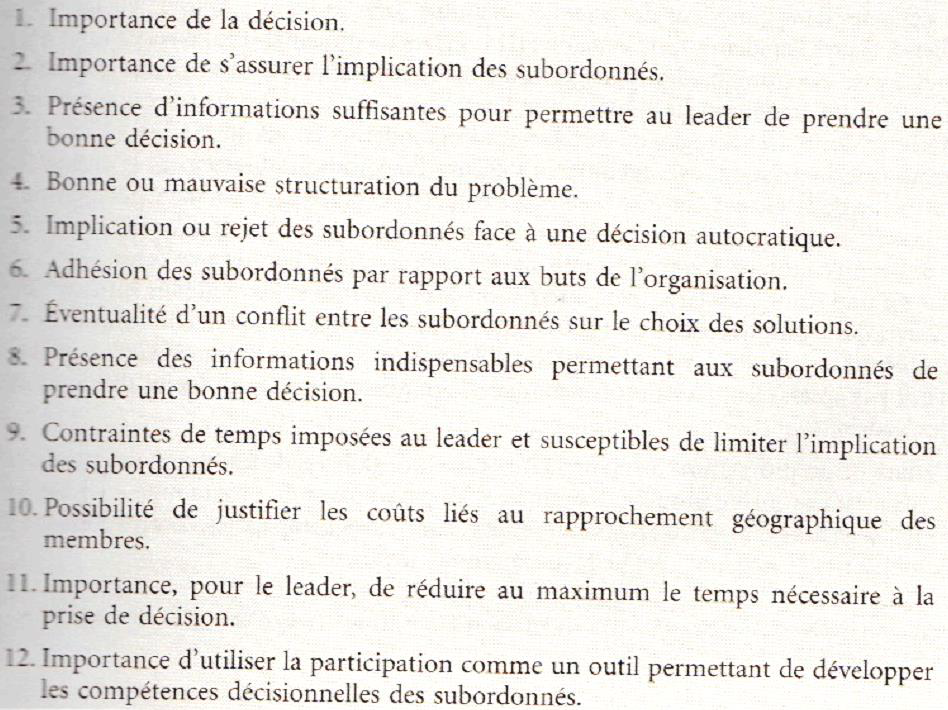 1. Importance de la décision.
2. Importance de s'assurer l'implication des subordonnés.
3. Présence d'informations suffisantes pour permettre au leader de prendre une
bonne décision.
4. Bonne ou mauvaise structuration du problème.
5. Implication ou rejet des subordonnés face à une décision autocratique.
6. Adhésion des subordonnés par rapport aux buts de l'organisation.
7. Éventualité d'un conflit entre les subordonnés sur le choix des solutions.
8. Présence des informations indispensables permettant aux subordonnés de
prendre une bonne décision.
9. Contraintes de temps imposées au leader et susceptibles de limiter l'implication
des subordonnés.
10. Possibilité de justifier les coûts liés au rapprochement géographique des
membres.
11. Importance, pour le leader, de réduire au maximum le temps nécessaire à la
prise de décision.
12. Importance d'utiliser la participation comme un outil permettant de développer
les compétences décisionnelles des subordonnés.